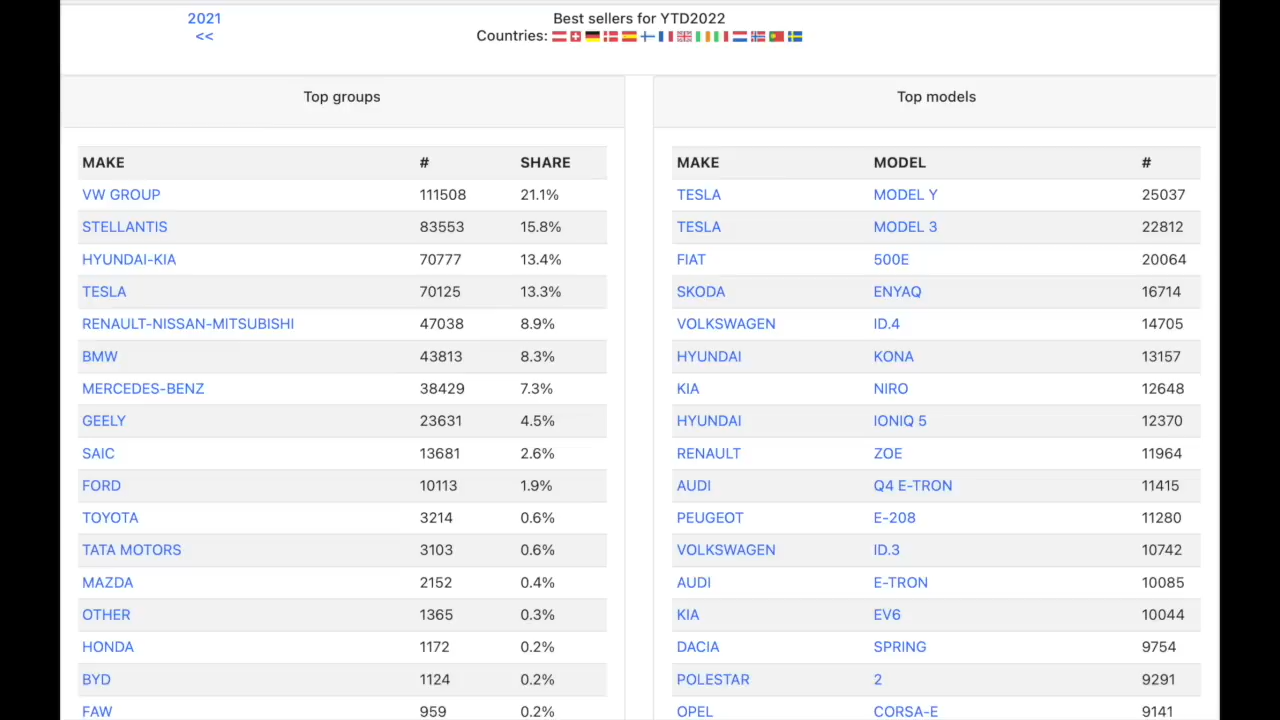 2021
<<
Best sellers for YTD2022
Countries:
Top groups
MAKE # SHARE
VW GROUP 111508 21.1%
STELLANTIS 83553 15.8%
HYUNDAI-KIA 70777 13.4%
TESLA 70125 13.3%
RENAULT-NISSAN-MITSUBISHI 47038 8.9%
BMW 43813 8.3%
MERCEDES-BENZ 38429 7.3%
GEELY 23631 4.5%
SAIC 13681 2.6%
FORD 10113 1.9%
TOYOTA 3214 0.6%
TATA MOTORS 3103 0.6%
MAZDA 2152 0.4%
OTHER 1365 0.3%
HONDA 1172 0.2%
BYD 1124 0.2%
FAW 959 0.2%
Top models
MAKE MODEL #
TESLA MODEL Y 25037
TESLA MODEL 3 22812
FIAT 500E 20064
SKODA ENYAQ 16714
VOLKSWAGEN ID.4 14705
HYUNDAI KONA 13157
KIA NIRO 12648
HYUNDAI IONIQ 5 12370
RENAULT ZOE 11964
AUDI Q4 E-TRON 11415
PEUGEOT E-208 11280
VOLKSWAGEN ID.3 10742
AUDI E-TRON 10085
KIA EV6 10044
DACIA SPRING 9754
POLESTAR 2 9291
OPEL CORSA-E 9141